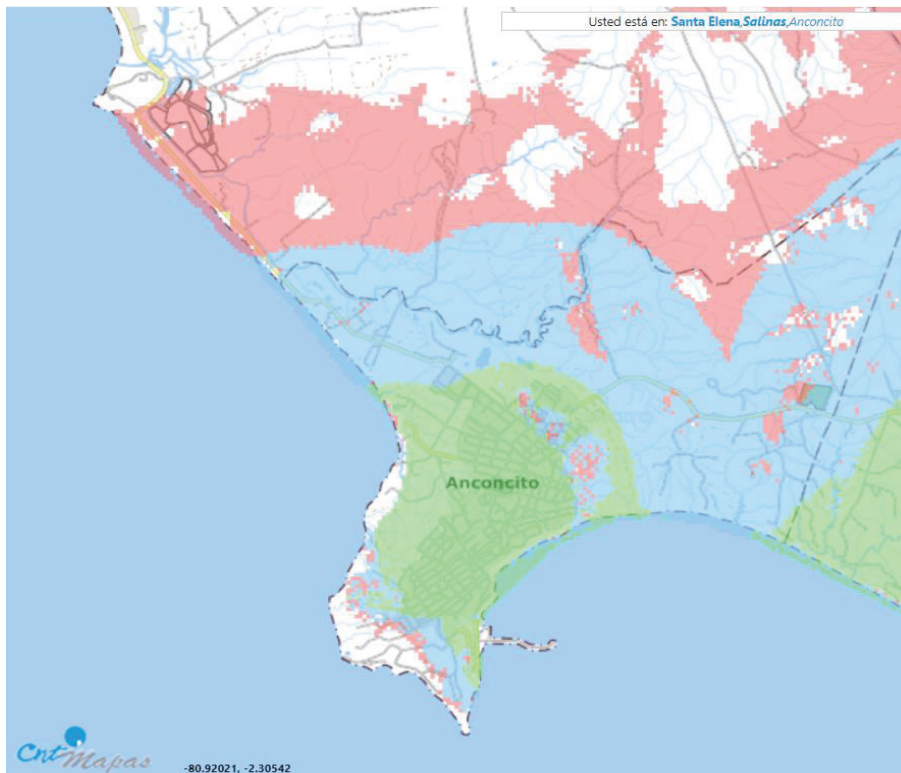 Usted está en: Santa Elena,Salinas,Anconcito
Anconcito
Cnt Mapas
-80.92021, -2.30542